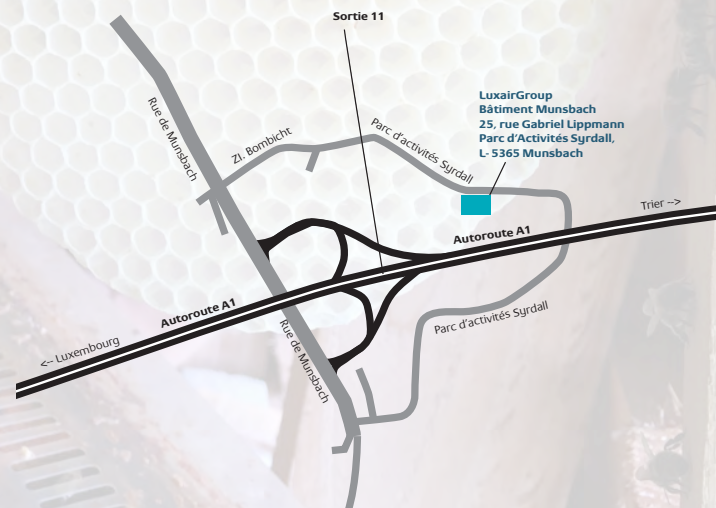 Sortie 11
LuxairGroup
Bâtiment Munsbach
25, rue Gabriel Lippmann
Parc d'Activités Syrdall,
L- 5365 Munsbach
Rue de Munsbach
ZI. Bombicht
Parc d'activités Syrdall
Trier -->
Autoroute A1
Autoroute A1
<-- Luxembourg
Rue de Munsbach
Parc d'activités Syrdall